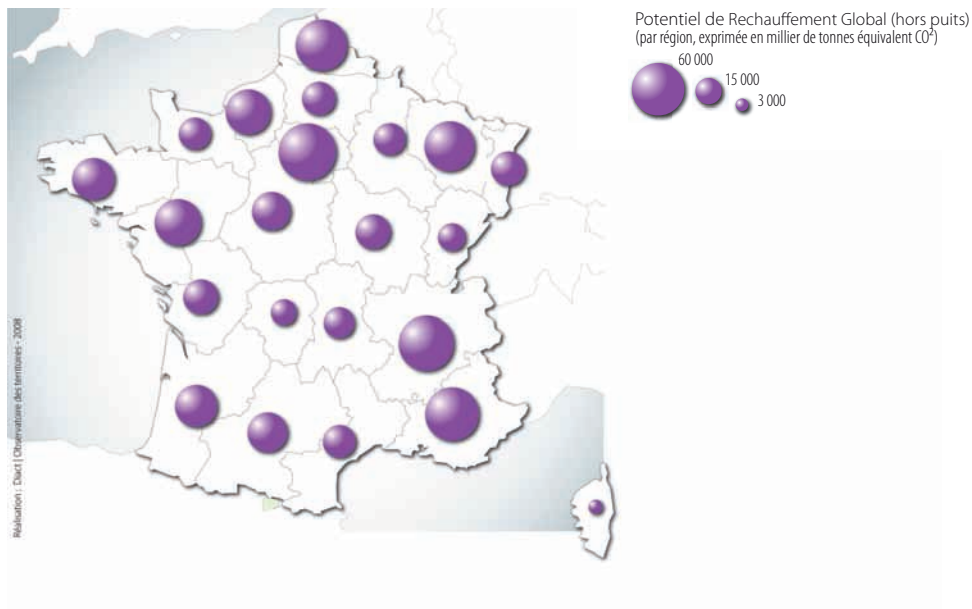 Potentiel de Rechauffement Global (hors puits)
(par région, exprimée en millier de tonnes équivalent CO²)
60 000
15 000
3 000
Réalisation : Diact | Observatoire des territoires - 2008